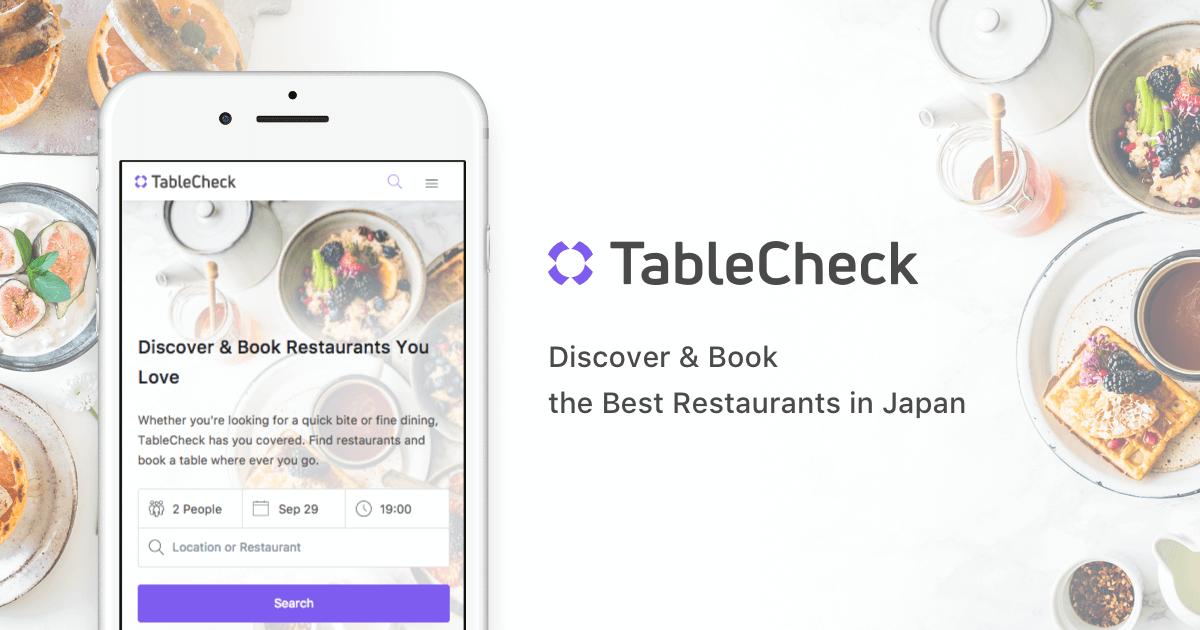 TableCheck
Discover & Book Restaurants You
Love
Whether you're looking for a quick bite or fine dining,
TableCheck has you covered. Find restaurants and
book a table where ever you go.
2 People
Sep 29
19:00
Location or Restaurant
Search
TableCheck
Discover & Book
the Best Restaurants in Japan